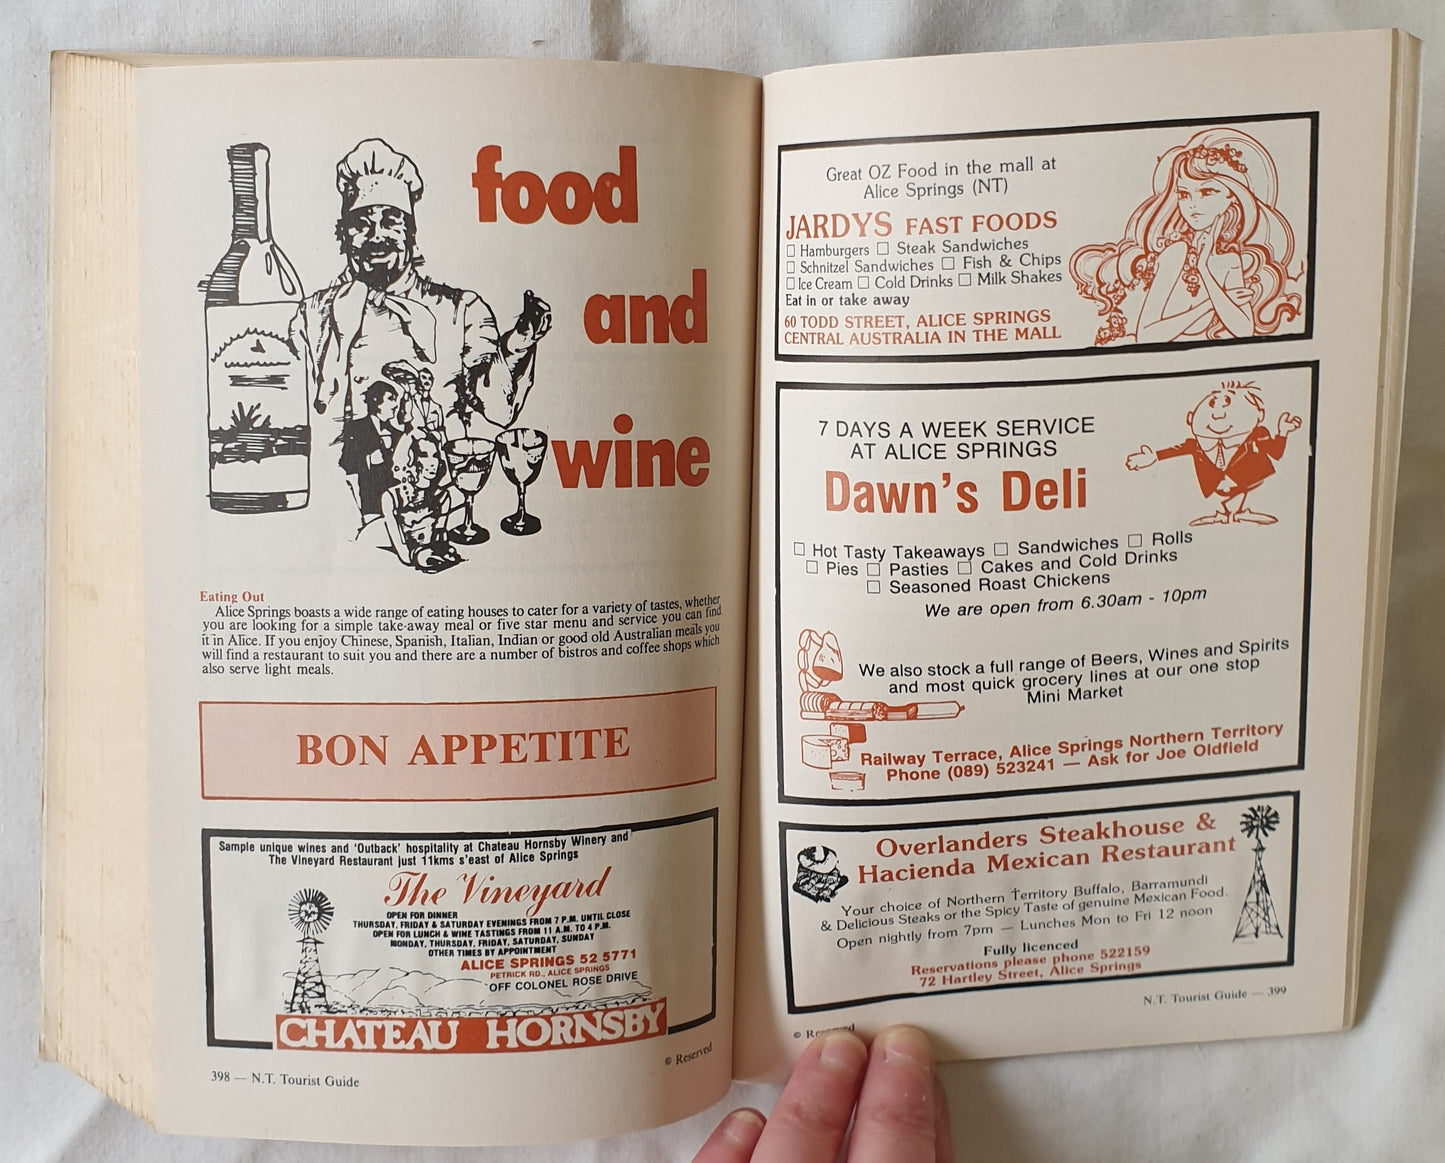 food
and
wine
Eating Out
Alice Springs boasts a wide range of eating houses to cater for a variety of tastes, whether
you are looking for a simple take-away meal or five star menu and service you can find
it in Alice. If you enjoy Chinese, Spanish, Italian, Indian or good old Australian meals you
will find a restaurant to suit you and there are a number of bistros and coffee shops which
also serve light meals.
BON APPETITE
Sample unique wines and 'Outback' hospitality at Chateau Hornsby Winery and
The Vineyard Restaurant just 11kms s'east of Alice Springs
The Vineyard
OPEN FOR DINNER
THURSDAY, FRIDAY & SATURDAY EVENINGS FROM 7 P.M. UNTIL CLOSE
OPEN FOR LUNCH & WINE TASTINGS FROM 11 A.M. TO 4 P.M.
MONDAY, THURSDAY, FRIDAY, SATURDAY, SUNDAY
OTHER TIMES BY APPOINTMENT
ALICE SPRINGS 52 5771
PETRICK RD., ALICE SPRINGS
OFF COLONEL ROSE DRIVE
CHATEAU HORNSBY
© Reserved
398 — N.T. Tourist Guide
Great OZ Food in the mall at
Alice Springs (NT)
JARDYS FAST FOODS
☐ Hamburgers ☐ Steak Sandwiches
☐ Schnitzel Sandwiches ☐ Fish & Chips
☐ Ice Cream ☐ Cold Drinks ☐ Milk Shakes
Eat in or take away
60 TODD STREET, ALICE SPRINGS
CENTRAL AUSTRALIA IN THE MALL
7 DAYS A WEEK SERVICE
AT ALICE SPRINGS
Dawn's Deli
☐ Hot Tasty Takeaways ☐ Sandwiches ☐ Rolls
☐ Pies ☐ Pasties ☐ Cakes and Cold Drinks
☐ Seasoned Roast Chickens
We are open from 6.30am - 10pm
We also stock a full range of Beers, Wines and Spirits
and most quick grocery lines at our one stop
Mini Market
Railway Terrace, Alice Springs Northern Territory
Phone (089) 523241 — Ask for Joe Oldfield
Overlanders Steakhouse &
Hacienda Mexican Restaurant
Your choice of Northern Territory Buffalo, Barramundi
& Delicious Steaks or the Spicy Taste of genuine Mexican Food.
Open nightly from 7pm — Lunches Mon to Fri 12 noon
Fully licenced
Reservations please phone 522159
72 Hartley Street, Alice Springs
N.T. Tourist Guide — 399
© Reserved